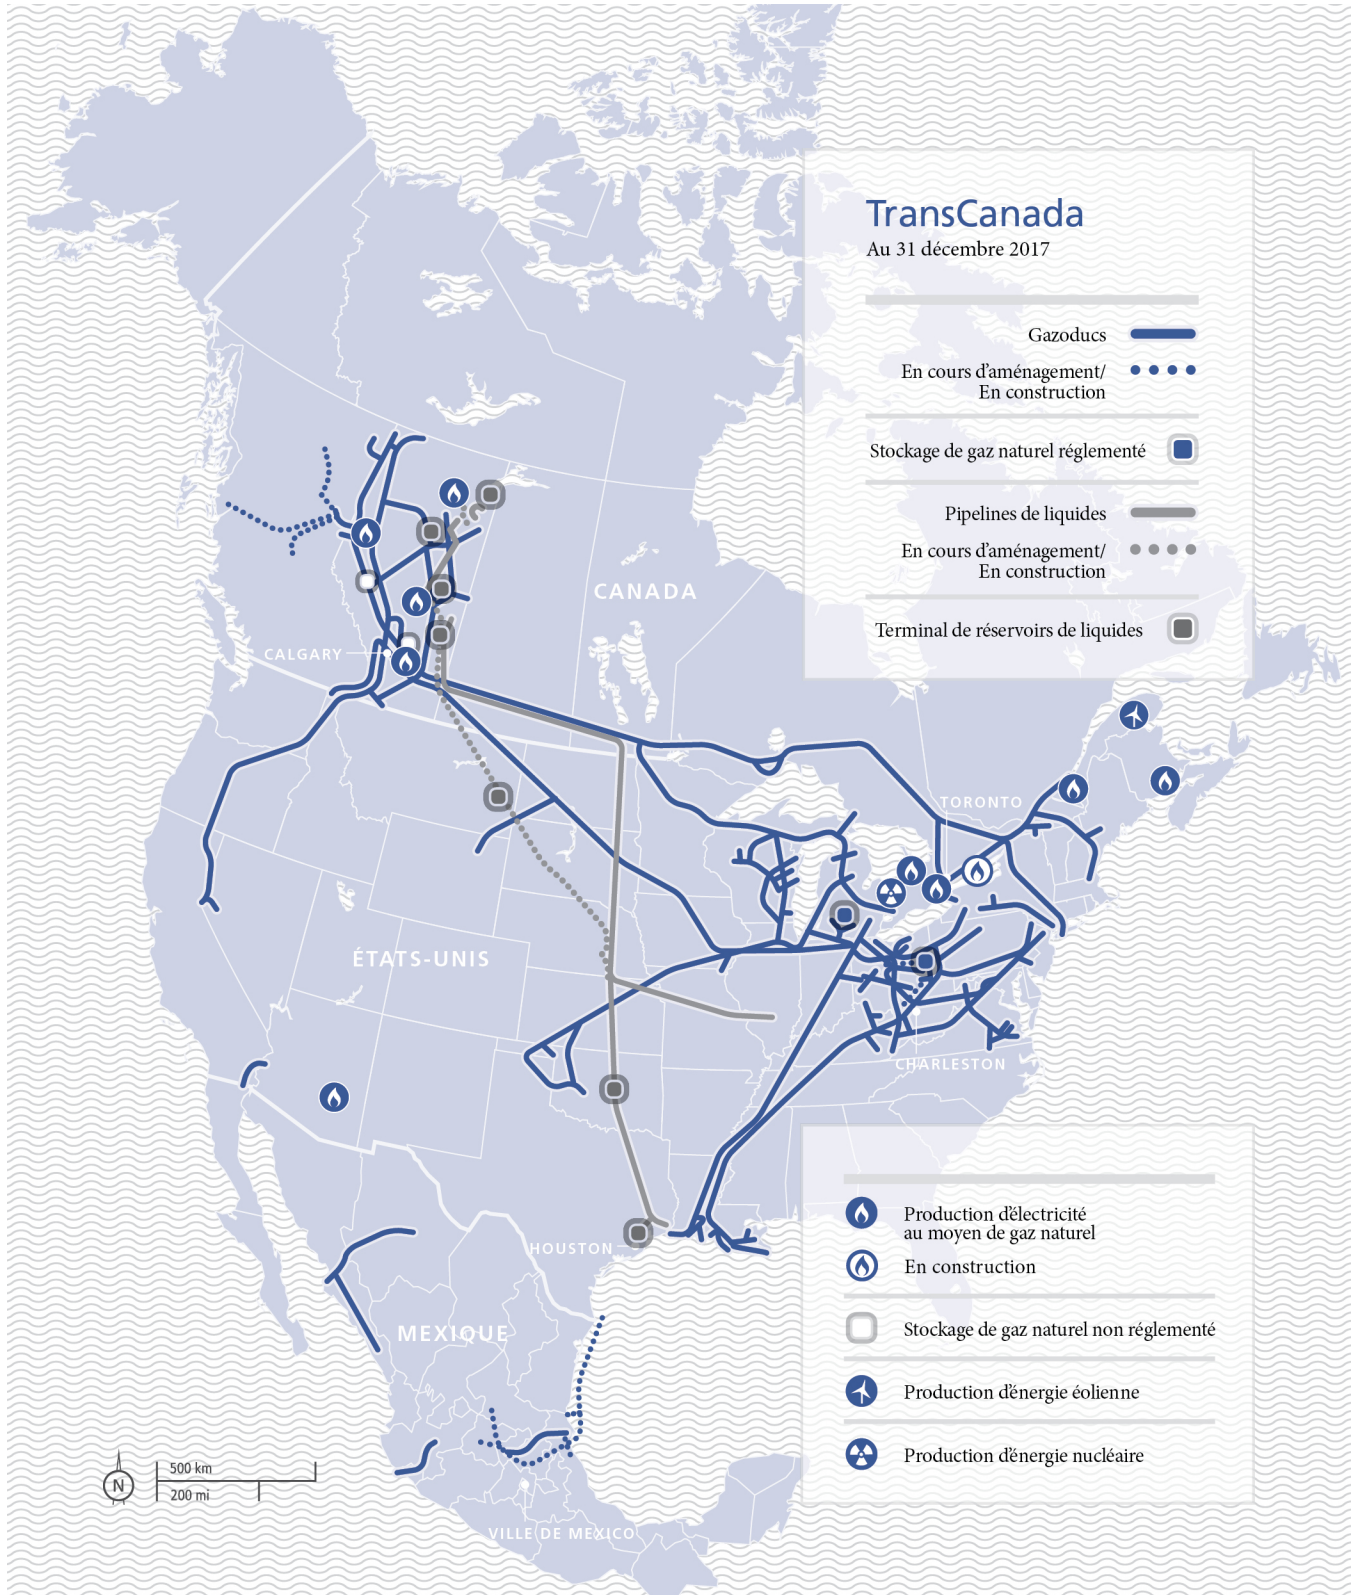 TransCanada
Au 31 décembre 2017
Gazoducs
En cours d'aménagement/
En construction
Stockage de gaz naturel réglementé
Pipelines de liquides
En cours d'aménagement/
En construction
Terminal de réservoirs de liquides
CANADA
CALGARY
TORONTO
ÉTATS-UNIS
CHARLESTON
HOUSTON
MEXIQUE
VILLE DE MEXICO
Production d'électricité
au moyen de gaz naturel
En construction
Stockage de gaz naturel non réglementé
Production d'énergie éolienne
Production d'énergie nucléaire
N
500 km
200 mi